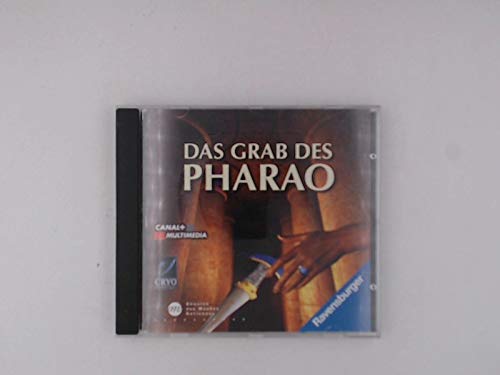 DAS GRAB DES
PHARAO
CANAL+
MULTIMEDIA
CRYO
Réunion
des Musées
Nationaux
Ravensburger